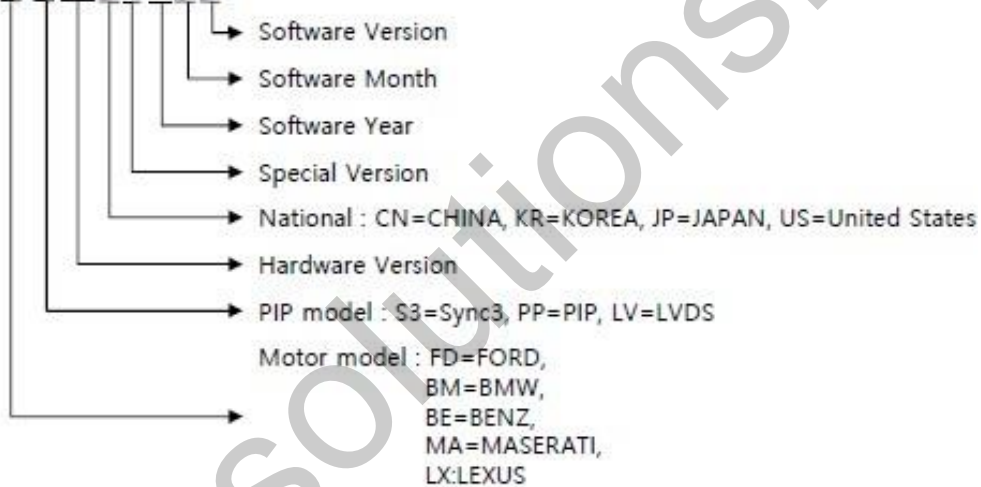 Software Version
Software Month
Software Year
Special Version
National : CN=CHINA, KR=KOREA, JP=JAPAN, US=United States
Hardware Version
PIP model : S3=Sync3, PP=PIP, LV=LVDS
Motor model : FD=FORD,
BM=BMW,
BE=BENZ,
MA=MASERATI,
LX:LEXUS
solutions